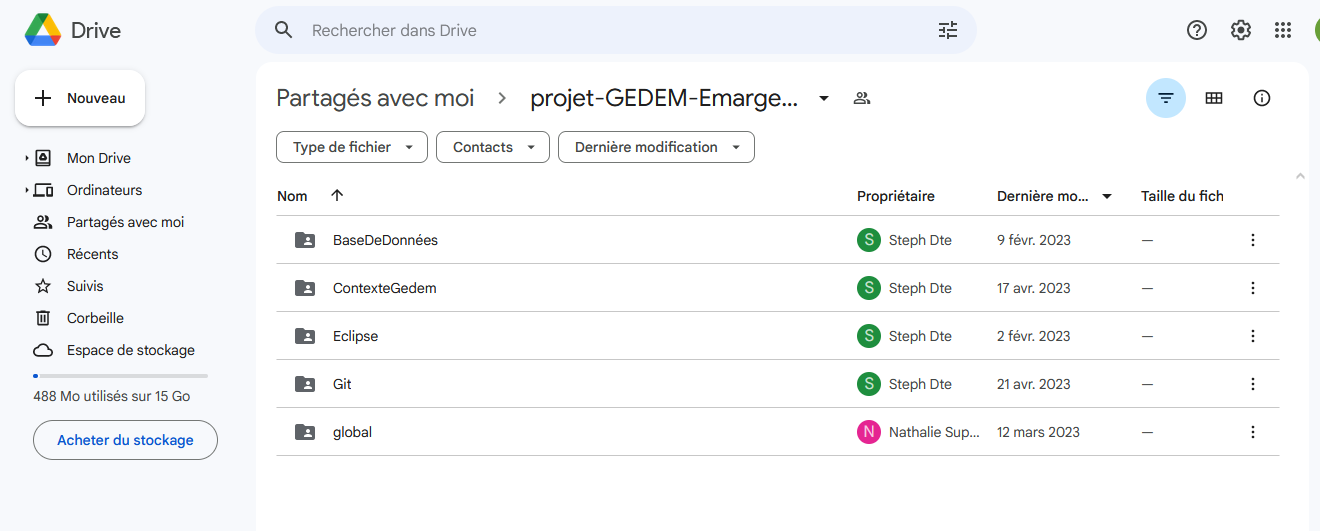 Drive
Rechercher dans Drive
Nouveau
Mon Drive
Ordinateurs
Partagés avec moi
Récents
Suivis
Corbeille
Espace de stockage
488 Mo utilisés sur 15 Go
Acheter du stockage
Partagés avec moi > projet-GEDEM-Emarge...
Type de fichier Contacts Dernière modification
Nom Propriétaire Dernière mo... Taille du fich
BaseDeDonnées S Steph Dte 9 févr. 2023 —
ContexteGedem S Steph Dte 17 avr. 2023 —
Eclipse S Steph Dte 2 févr. 2023 —
Git S Steph Dte 21 avr. 2023 —
global N Nathalie Sup... 12 mars 2023 —